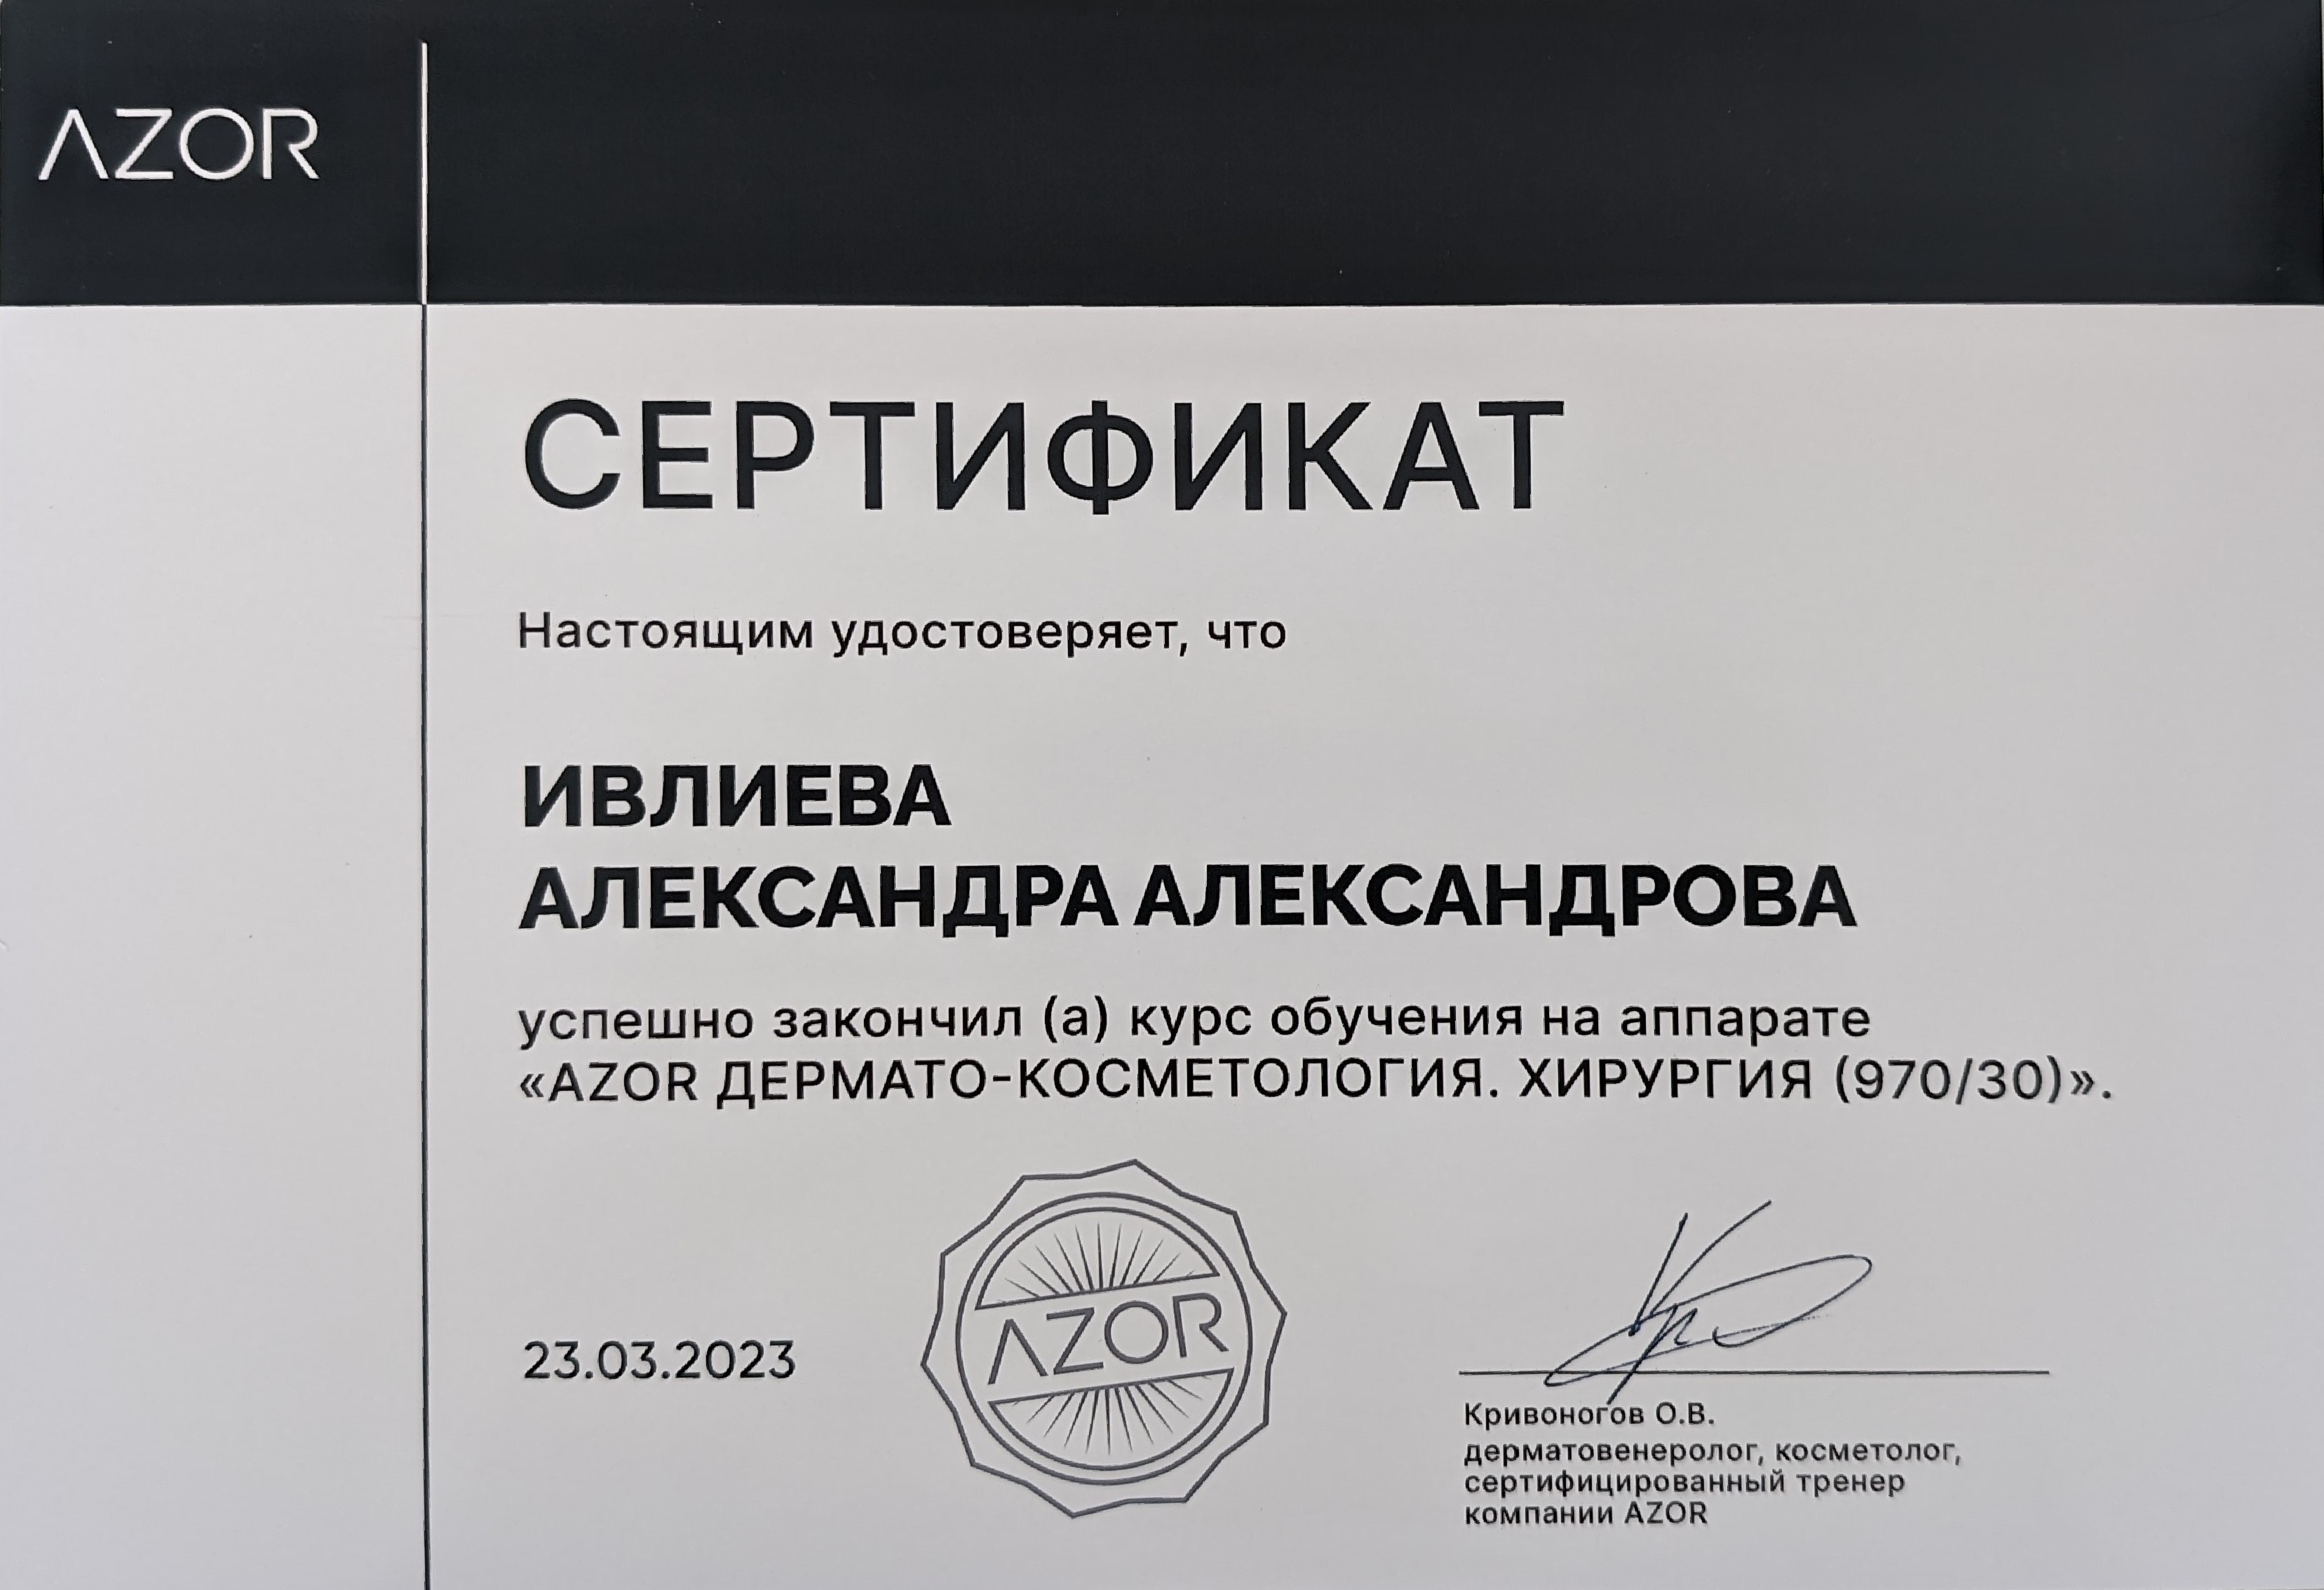 AZOR
СЕРТИФИКАТ
Настоящим удостоверяет, что
ИВЛИЕВА
АЛЕКСАНДРА АЛЕКСАНДРОВА
успешно закончил (а) курс обучения на аппарате
«AZOR ДЕРМАТО-КОСМЕТОЛОГИЯ. ХИРУРГИЯ (970/30)».
AZOR
23.03.2023
Кривоногов О.В.
дерматовенеролог, косметолог,
сертифицированный тренер
компании AZOR